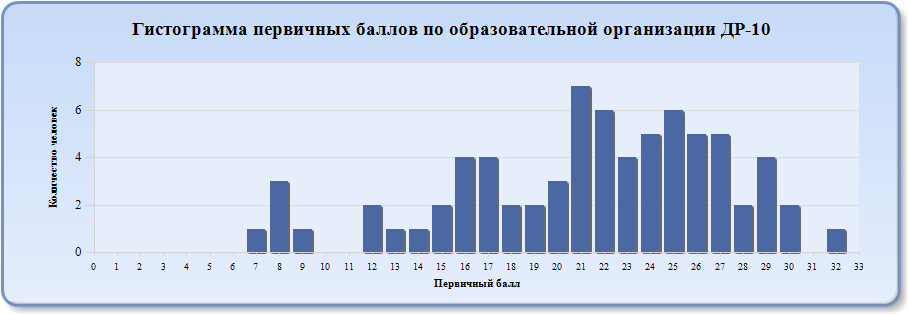 Гистограмма первичных баллов по образовательной организации ДР-10
8
6
4
2
0
Количество человек
0 1 2 3 4 5 6 7 8 9 10 11 12 13 14 15 16 17 18 19 20 21 22 23 24 25 26 27 28 29 30 31 32 33
Первичный балл